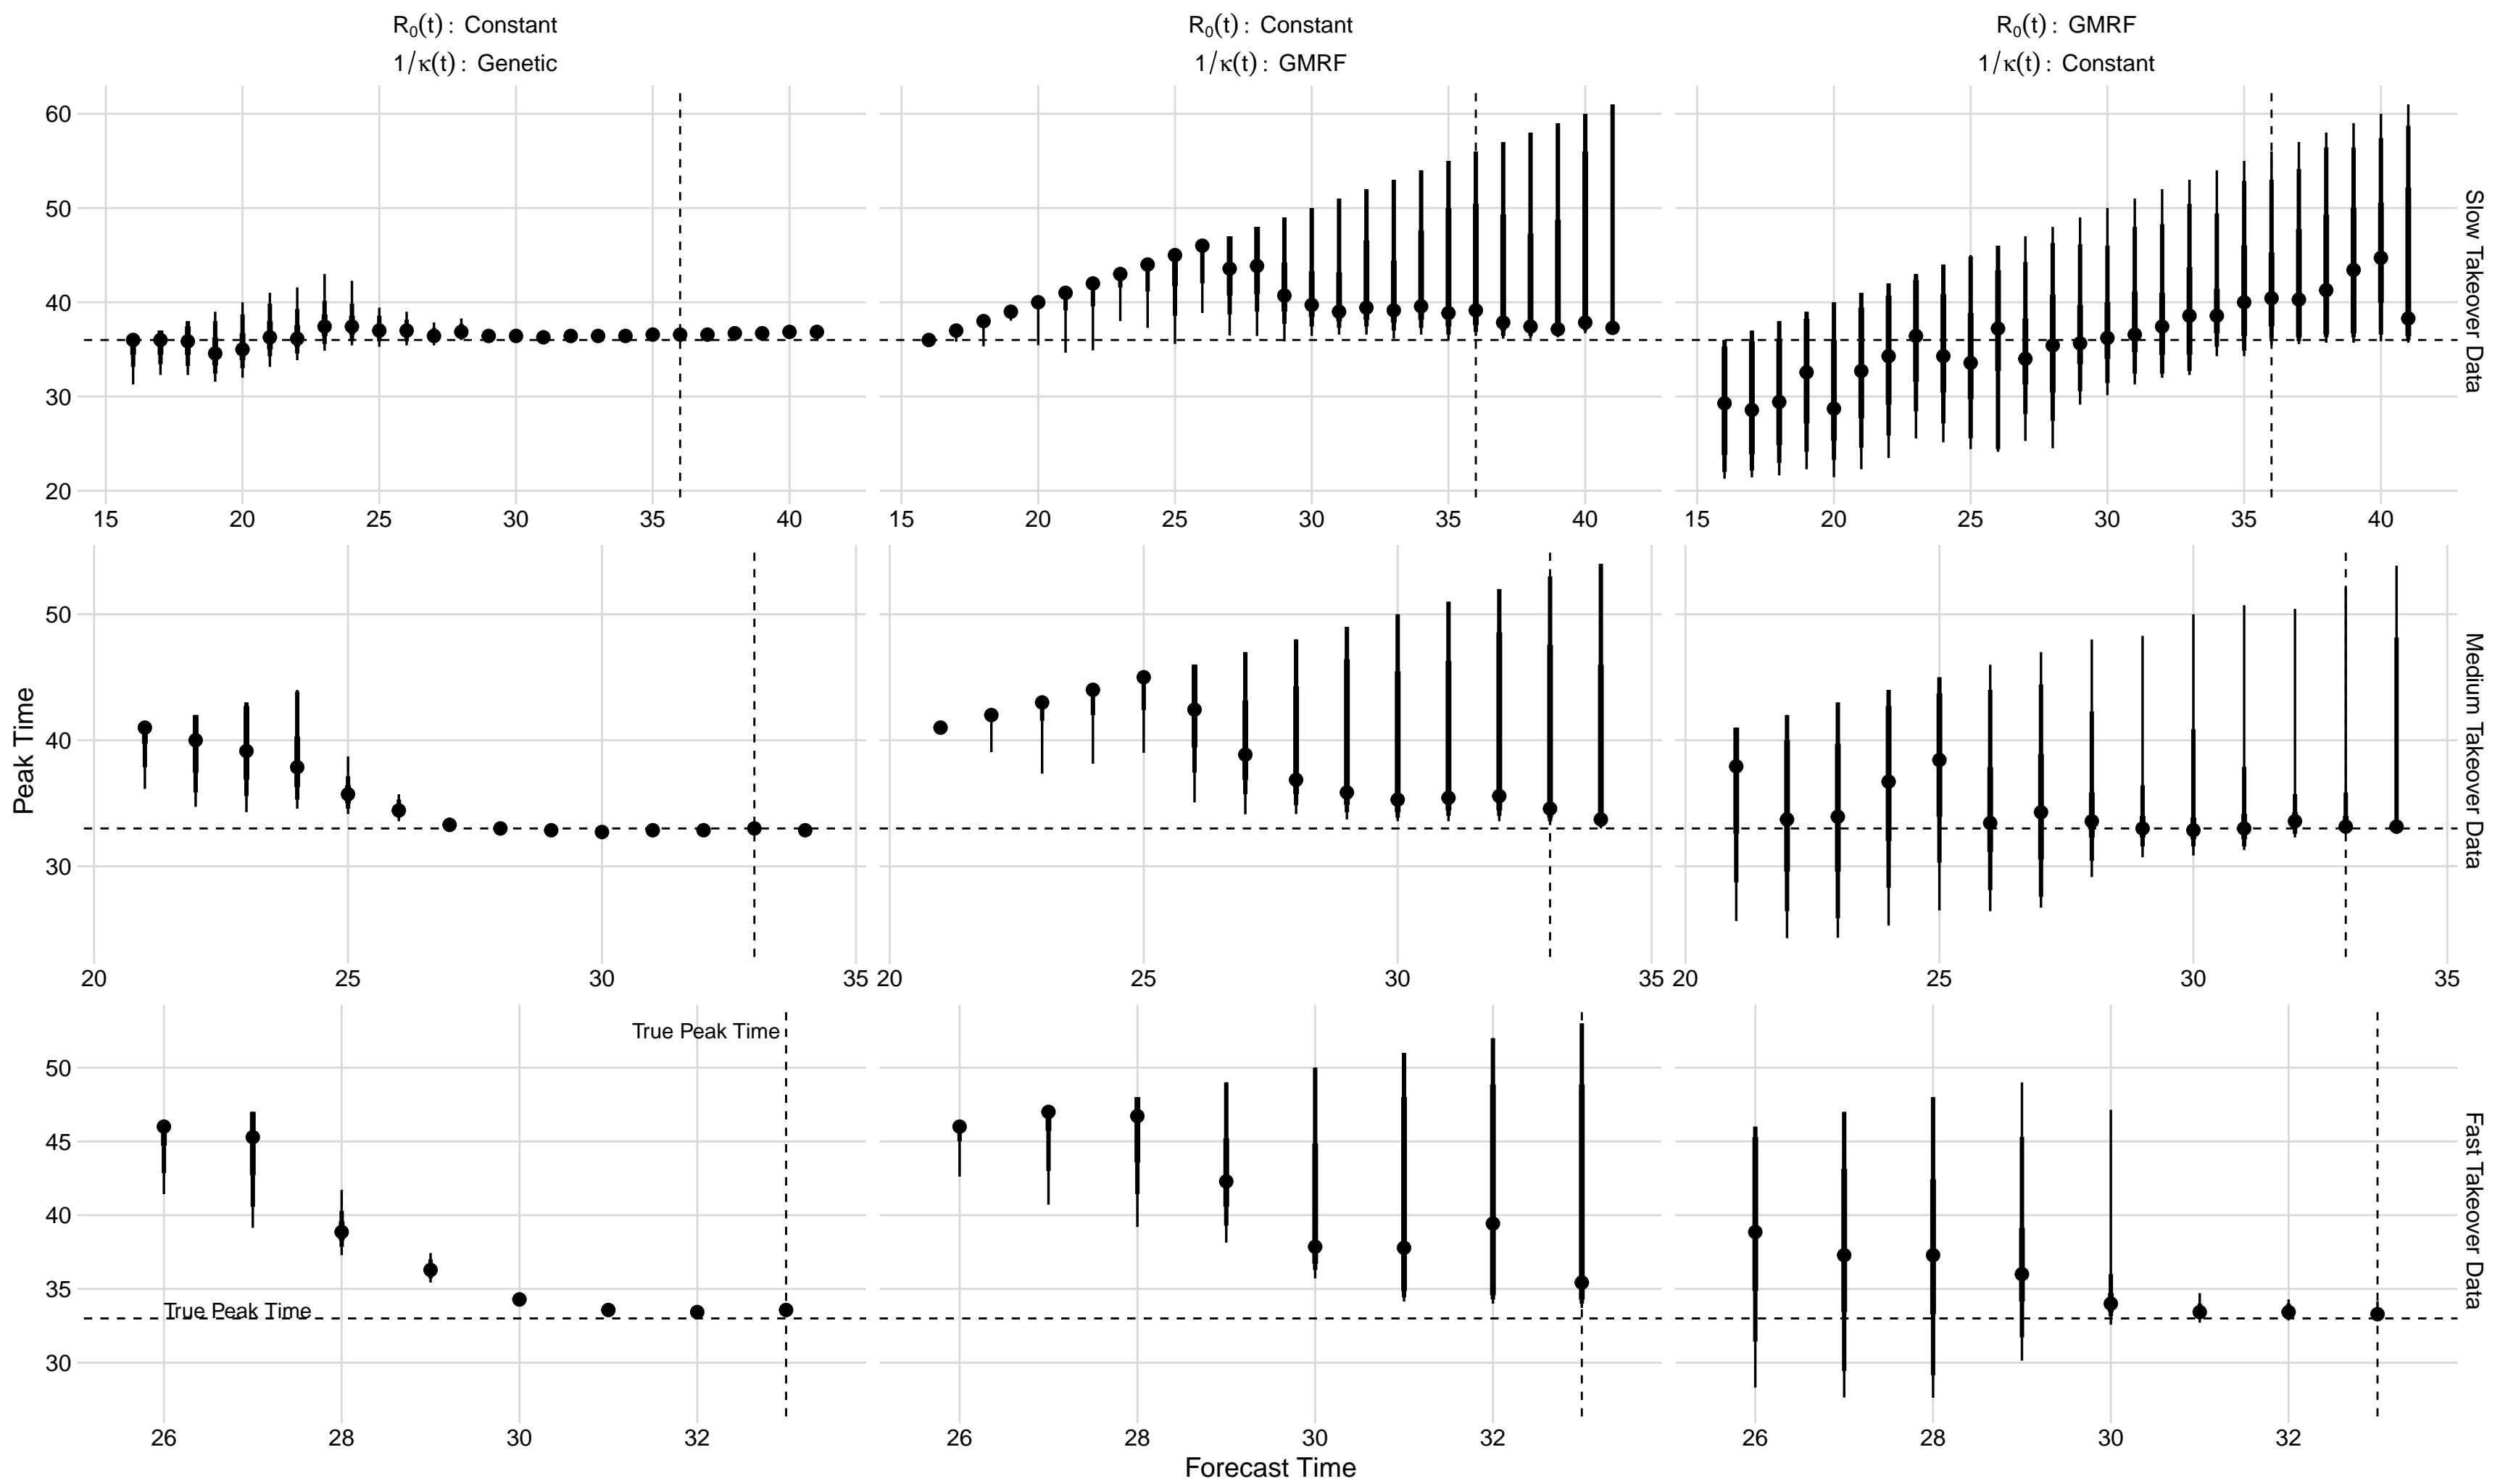 R₀(t) : Constant
1/κ(t) : Genetic
R₀(t) : Constant
1/κ(t) : GMRF
R₀(t) : GMRF
1/κ(t) : Constant
60
50
40
30
20
Slow Takeover Data
15 20 25 30 35 40
15 20 25 30 35 40
15 20 25 30 35 40
Peak Time
50
40
30
Medium Takeover Data
20 25 30 35
20 25 30 35
20 25 30 35
50
45
40
35
30
True Peak Time
True Peak Time
Fast Takeover Data
26 28 30 32
26 28 30 32
26 28 30 32
Forecast Time